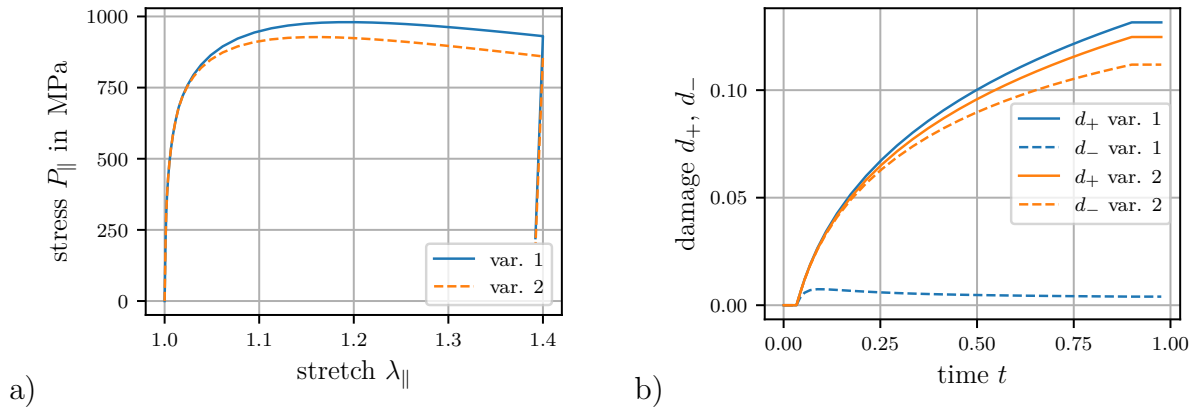 1000
750
500
250
0
stress P∥ in MPa
1.0
1.1
1.2
1.3
1.4
stretch λ∥
var. 1
var. 2
a)
0.10
0.05
0.00
damage d+, d−
0.00
0.25
0.50
0.75
1.00
time t
d+ var. 1
d− var. 1
d+ var. 2
d− var. 2
b)